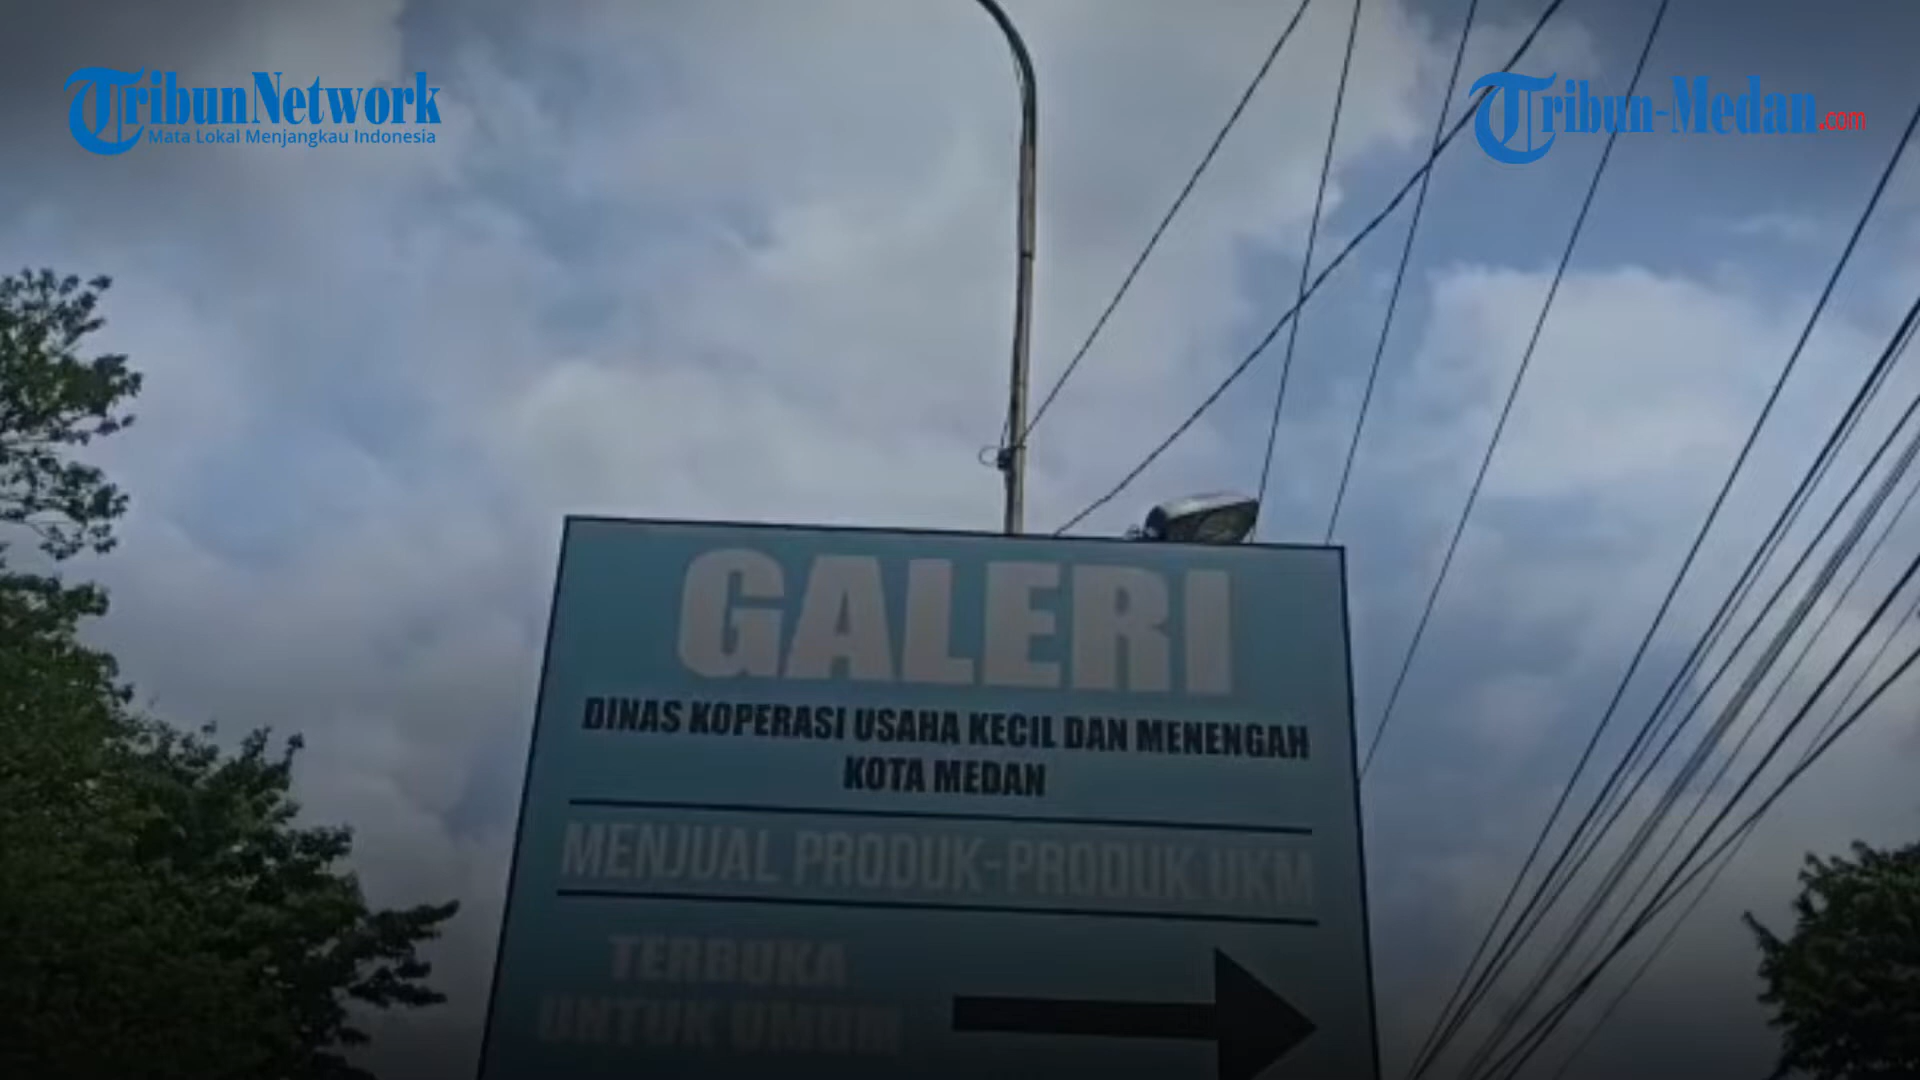 TribunNetwork
Mata Lokal Menjangkau Indonesia
Tribun-Medan.com
GALERI
DINAS KOPERASI USAHA KECIL DAN MENENGAH
KOTA MEDAN
MENJUAL PRODUK-PRODUK UKM
TERBUKA
UNTUK UMUM